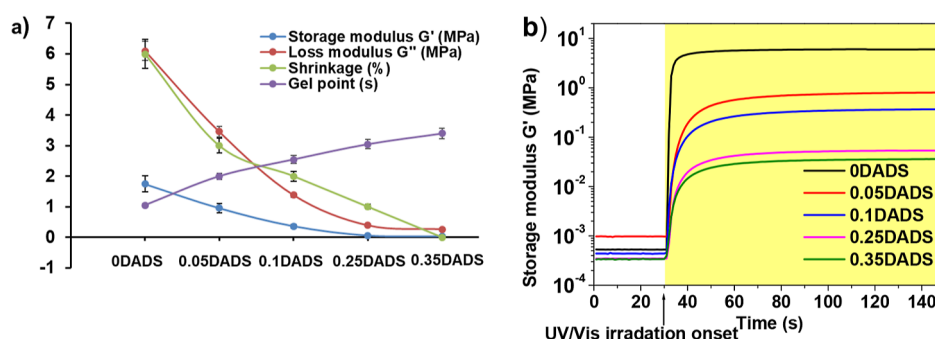 a)
7
6
5
4
3
2
1
0
-1
Storage modulus G' (MPa)
Loss modulus G'' (MPa)
Shrinkage (%)
Gel point (s)
0DADS 0.05DADS 0.1DADS 0.25DADS 0.35DADS
b)
Storage modulus G' (MPa)
10^1
10^0
10^-1
10^-2
10^-3
10^-4
0DADS
0.05DADS
0.1DADS
0.25DADS
0.35DADS
0 20 40 60 80 100 120 140
Time (s)
UV/Vis irradiation onset